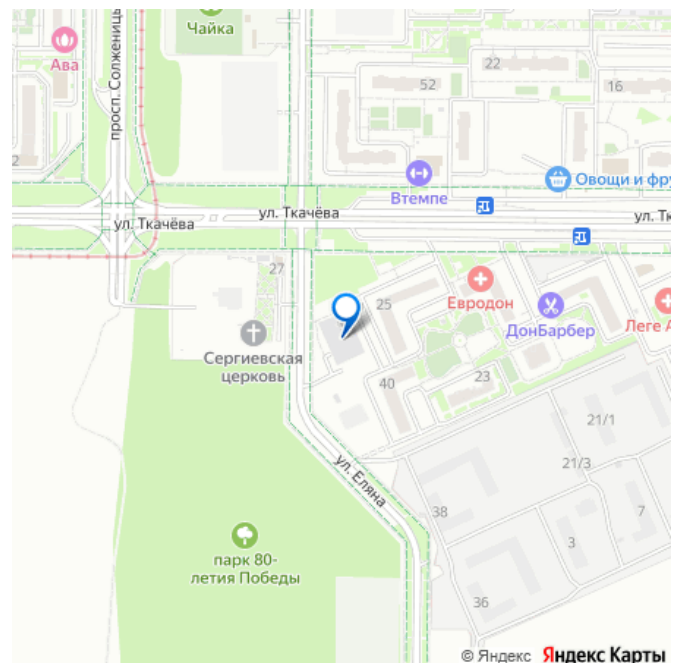 Чайка
Ава
просп. Солженицы
22
52
16
2
Втемпе
Овощи и фру
ул. Ткачёва
ул. Ткачёва
ул. Тк
27
25
Евродон
ДонБарбер
Леге А
Сергиевская
церковь
40
23
21/1
21/3
ул. Еляна
38
7
3
парк 80-
летия Победы
36
© Яндекс Яндекс Карты